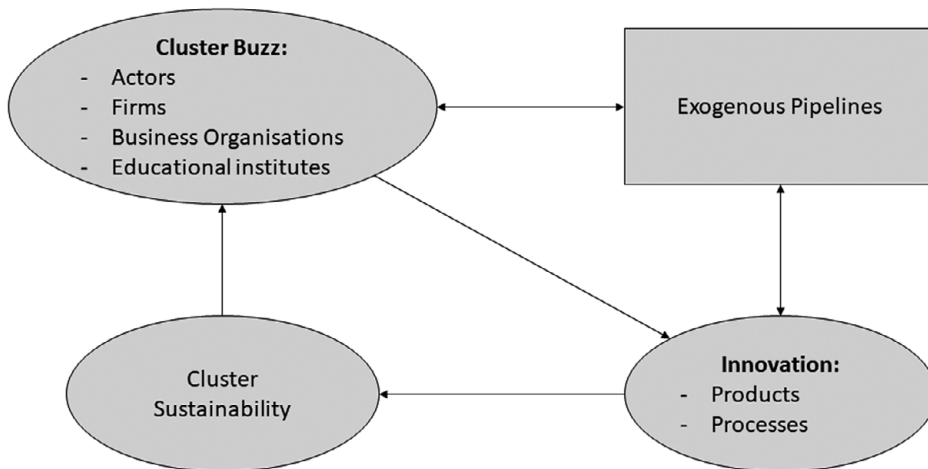 Cluster Buzz:
- Actors
- Firms
- Business Organisations
- Educational institutes
Exogenous Pipelines
Cluster
Sustainability
Innovation:
- Products
- Processes